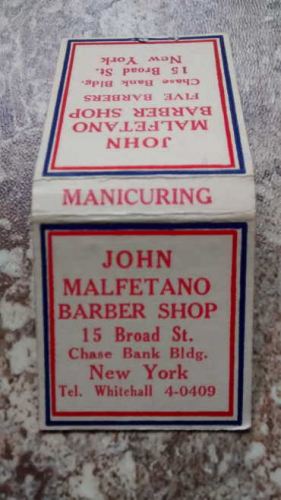 New York
15 Broad St.
Chase Bank Bldg.
FIVE BARBERS
BARBER SHOP
MALFETANO
JOHN
MANICURING
JOHN
MALFETANO
BARBER SHOP
15 Broad St.
Chase Bank Bldg.
New York
Tel. Whitehall 4-0409